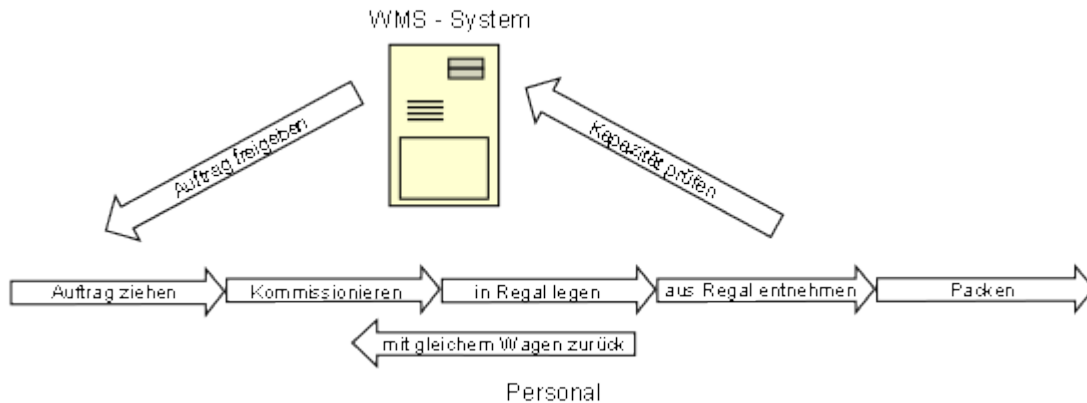 WMS - System
Auftrag freigeben
Kapazität prüfen
Auftrag ziehen
Kommissionieren
in Regal legen
aus Regal entnehmen
Packen
mit gleichem Wagen zurück
Personal